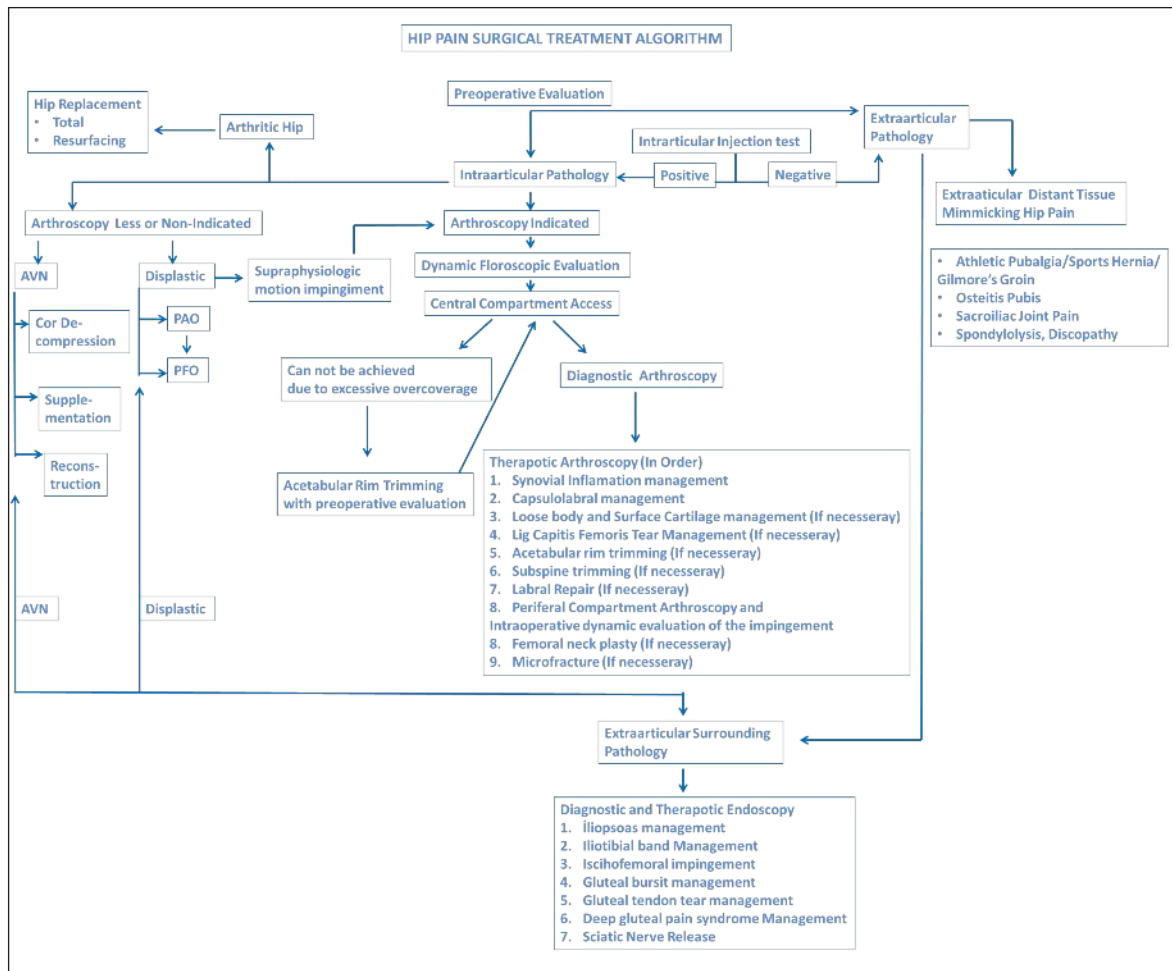 HIP PAIN SURGICAL TREATMENT ALGORITHM
Preoperative Evaluation
Hip Replacement
• Total
• Resurfacing
Arthritic Hip
Intrarticular Injection test
Extraarticular
Pathology
Intraarticular Pathology
Positive
Negative
Extraaticular Distant Tissue
Mimmicking Hip Pain
Arthroscopy Less or Non-Indicated
Arthroscopy Indicated
AVN
Displastic
Supraphysiologic
motion impingiment
Dynamic Floroscopic Evaluation
• Athletic Pubalgia/Sports Hernia/
Gilmore's Groin
• Osteitis Pubis
• Sacroiliac Joint Pain
• Spondylolysis, Discopathy
Central Compartment Access
Cor De-
compression
PAO
PFO
Can not be achieved
due to excessive overcoverage
Diagnostic Arthroscopy
Supple-
mentation
Recons-
truction
Acetabular Rim Trimming
with preoperative evaluation
Therapotic Arthroscopy (In Order)
1. Synovial Inflamation management
2. Capsulolabral management
3. Loose body and Surface Cartilage management (If necesseray)
4. Lig Capitis Femoris Tear Management (If necesseray)
5. Acetabular rim trimming (If necesseray)
6. Subspine trimming (If necesseray)
7. Labral Repair (If necesseray)
8. Periferal Compartment Arthroscopy and
Intraoperative dynamic evaluation of the impingement
8. Femoral neck plasty (If necesseray)
9. Microfracture (If necesseray)
AVN
Displastic
Extraarticular Surrounding
Pathology
Diagnostic and Therapotic Endoscopy
1. İliopsoas management
2. Iliotibial band Management
3. Iscihofemoral impingement
4. Gluteal bursit management
5. Gluteal tendon tear management
6. Deep gluteal pain syndrome Management
7. Sciatic Nerve Release